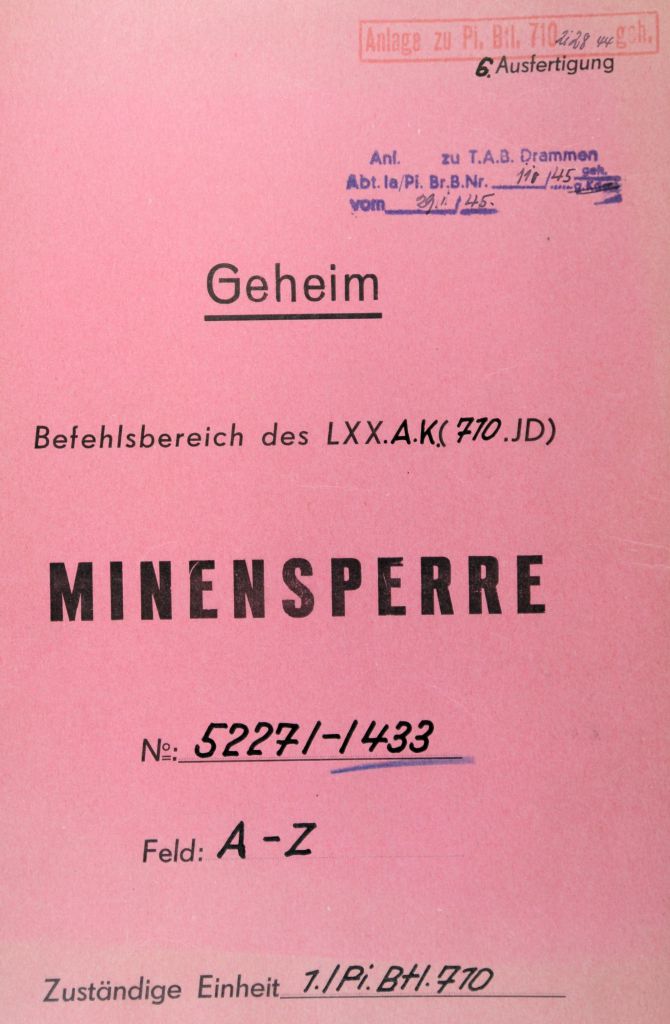 Anlage zu Pi. Btl. 710 2128 44 geh.
6. Ausfertigung
Anl. zu T.A.B. Drammen
Abt. Ia/Pi. Br.B.Nr. 110/45 geh.
vom 29.1./45.
Geheim
Befehlsbereich des LXX.A.K.(710.JD)
MINENSPERRE
Nº: 52271-/433
Feld: A-Z
Zuständige Einheit 1./Pi.Btl.710